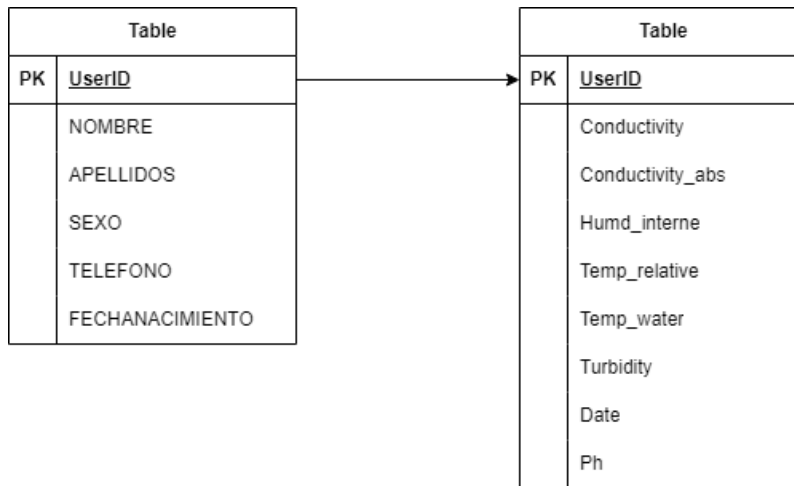 Table
PK UserID
NOMBRE
APELLIDOS
SEXO
TELEFONO
FECHANACIMIENTO
Table
PK UserID
Conductivity
Conductivity_abs
Humd_interne
Temp_relative
Temp_water
Turbidity
Date
Ph